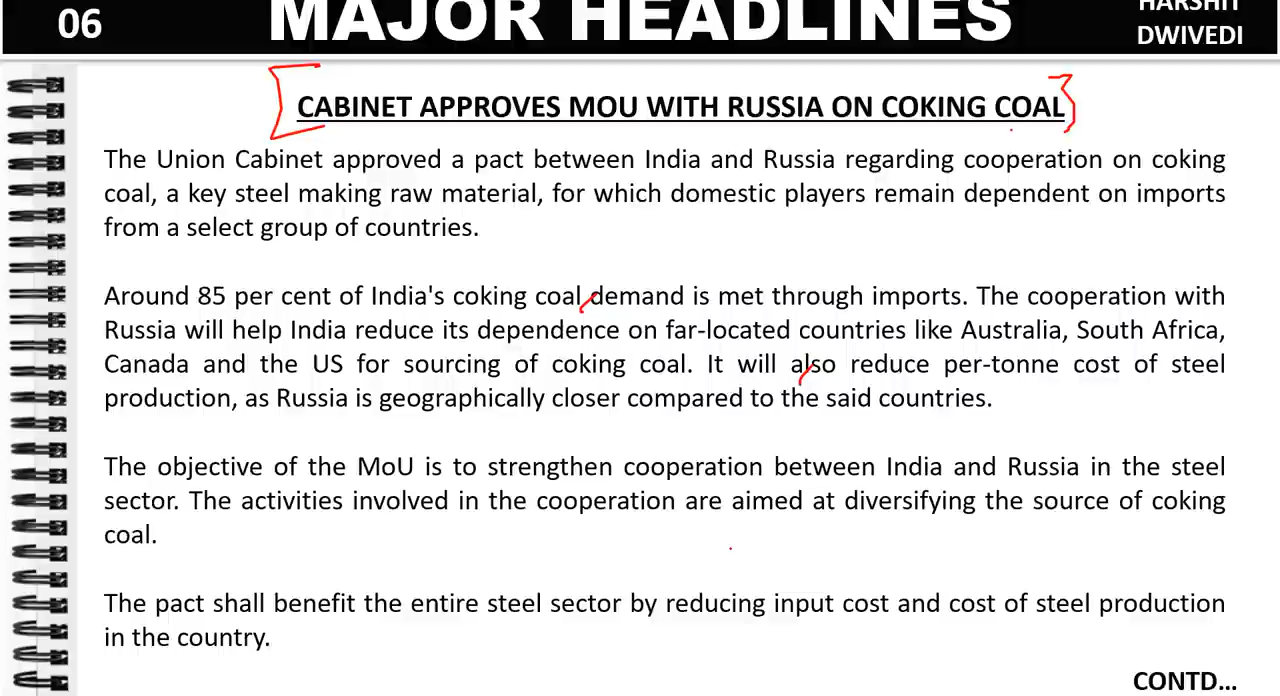 06
MAJOR HEADLINES
HARSHIT
DWIVEDI
CABINET APPROVES MOU WITH RUSSIA ON COKING COAL
The Union Cabinet approved a pact between India and Russia regarding cooperation on coking
coal, a key steel making raw material, for which domestic players remain dependent on imports
from a select group of countries.
Around 85 per cent of India's coking coal demand is met through imports. The cooperation with
Russia will help India reduce its dependence on far-located countries like Australia, South Africa,
Canada and the US for sourcing of coking coal. It will also reduce per-tonne cost of steel
production, as Russia is geographically closer compared to the said countries.
The objective of the MoU is to strengthen cooperation between India and Russia in the steel
sector. The activities involved in the cooperation are aimed at diversifying the source of coking
coal.
The pact shall benefit the entire steel sector by reducing input cost and cost of steel production
in the country.
CONTD...